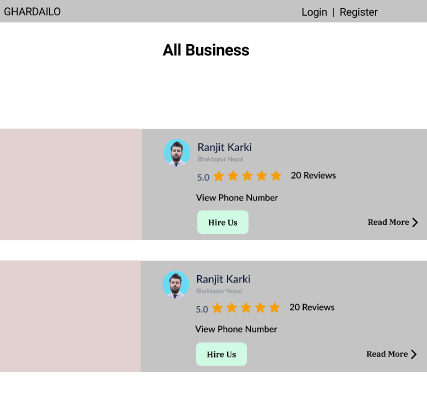 GHARDAILO
Login | Register
All Business
Ranjit Karki
Bhaktapur Nepal
5.0 20 Reviews
View Phone Number
Hire Us
Read More
Ranjit Karki
Bhaktapur Nepal
5.0 20 Reviews
View Phone Number
Hire Us
Read More